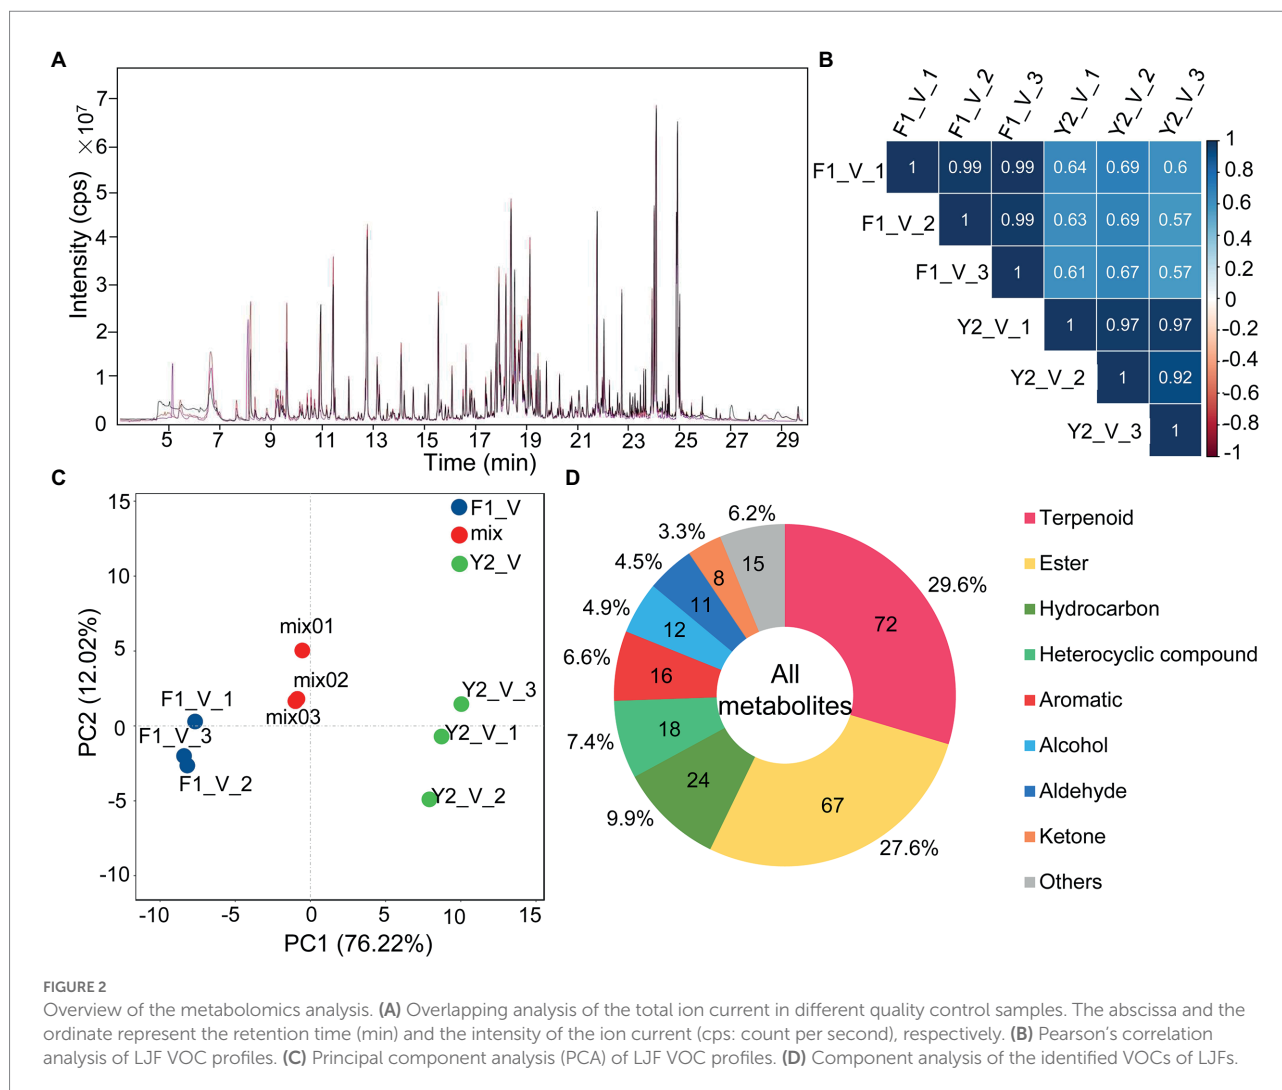 A
Intensity (cps) ×10⁷
7
6
5
4
3
2
1
0
5 7 9 11 13 15 17 19 21 23 25 27 29
Time (min)
B
F1_V_1 F1_V_2 F1_V_3 Y2_V_1 Y2_V_2 Y2_V_3
F1_V_1 1 0.99 0.99 0.64 0.69 0.6
F1_V_2 1 0.99 0.63 0.69 0.57
F1_V_3 1 0.61 0.67 0.57
Y2_V_1 1 0.97 0.97
Y2_V_2 1 0.92
Y2_V_3 1
1
0.8
0.6
0.4
0.2
0
-0.2
-0.4
-0.6
-0.8
-1
C
PC2 (12.02%)
15
10
5
0
-5
-10
F1_V
mix
Y2_V
mix01
mix02
mix03
F1_V_1
F1_V_3
F1_V_2
Y2_V_3
Y2_V_1
Y2_V_2
-10 -5 0 5 10 15
PC1 (76.22%)
D
All
metabolites
72
29.6%
67
27.6%
24
9.9%
18
7.4%
16
6.6%
12
4.9%
11
4.5%
8
3.3%
15
6.2%
Terpenoid
Ester
Hydrocarbon
Heterocyclic compound
Aromatic
Alcohol
Aldehyde
Ketone
Others
FIGURE 2
Overview of the metabolomics analysis. (A) Overlapping analysis of the total ion current in different quality control samples. The abscissa and the
ordinate represent the retention time (min) and the intensity of the ion current (cps: count per second), respectively. (B) Pearson’s correlation
analysis of LJF VOC profiles. (C) Principal component analysis (PCA) of LJF VOC profiles. (D) Component analysis of the identified VOCs of LJFs.